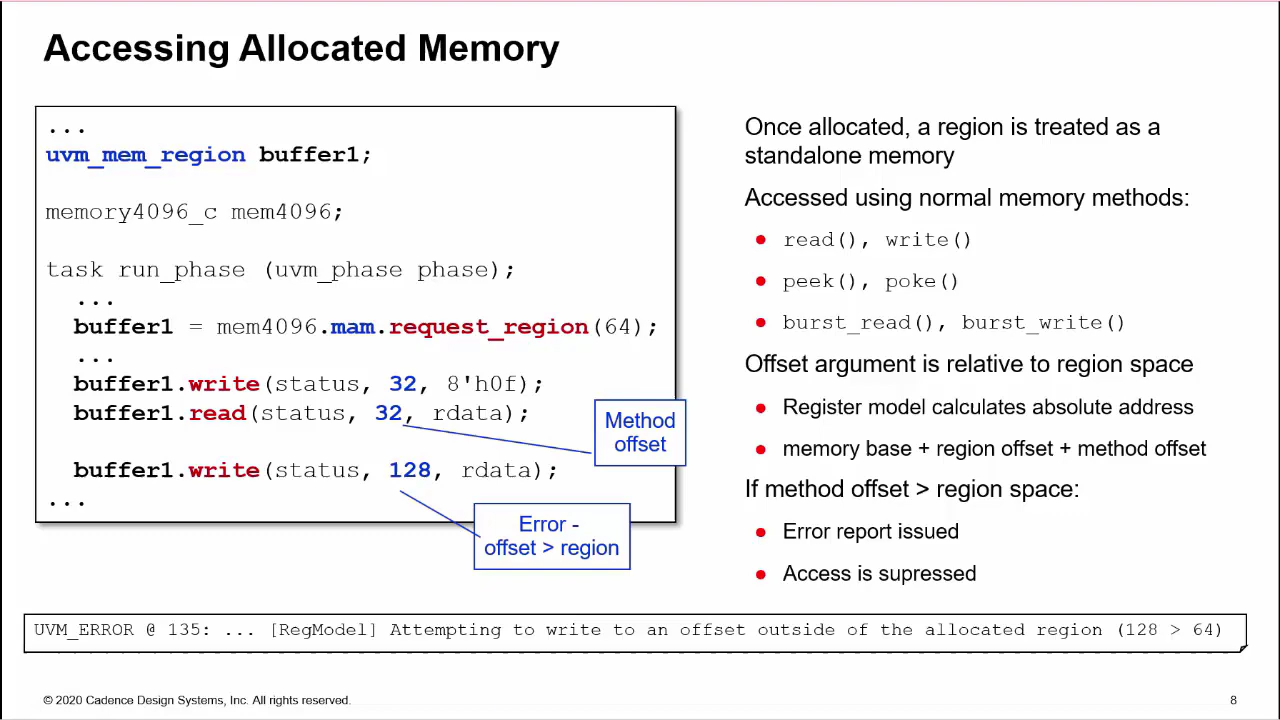 Accessing Allocated Memory
...
uvm_mem_region buffer1;
memory4096_c mem4096;
task run_phase (uvm_phase phase);
...
buffer1 = mem4096.mam.request_region(64);
...
buffer1.write(status, 32, 8'h0f);
buffer1.read(status, 32, rdata);
buffer1.write(status, 128, rdata);
...
Method
offset
Error -
offset > region
Once allocated, a region is treated as a
standalone memory
Accessed using normal memory methods:
● read(), write()
● peek(), poke()
● burst_read(), burst_write()
Offset argument is relative to region space
● Register model calculates absolute address
● memory base + region offset + method offset
If method offset > region space:
● Error report issued
● Access is supressed
UVM_ERROR @ 135: ... [RegModel] Attempting to write to an offset outside of the allocated region (128 > 64)
© 2020 Cadence Design Systems, Inc. All rights reserved.
8